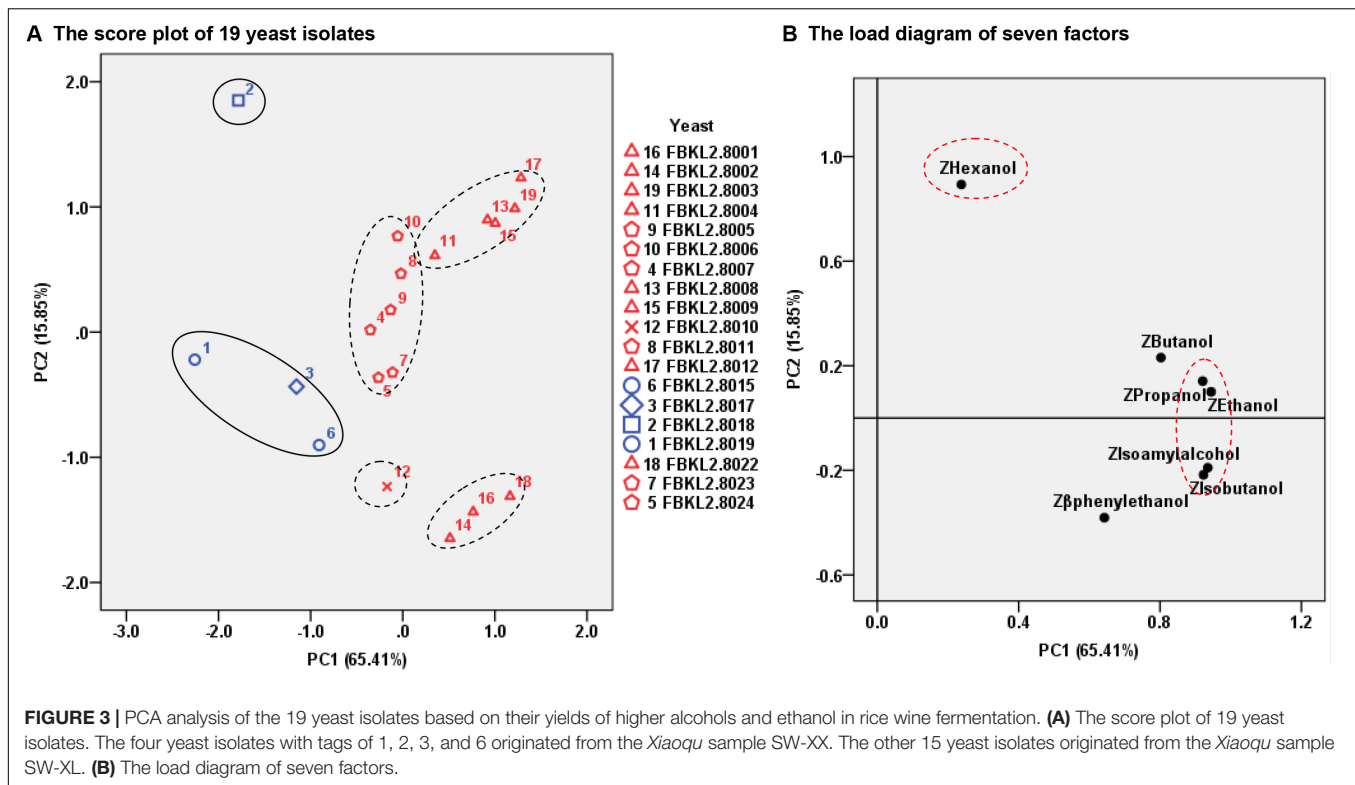 A The score plot of 19 yeast isolates
2.0
1.0
.0
-1.0
-2.0
PC2 (15.85%)
-3.0 -2.0 -1.0 .0 1.0 2.0
PC1 (65.41%)
2
17
19
13
15
11
10
8
9
4
7
5
1
3
6
12
18
16
14
Yeast
16 FBKL2.8001
14 FBKL2.8002
19 FBKL2.8003
11 FBKL2.8004
9 FBKL2.8005
10 FBKL2.8006
4 FBKL2.8007
13 FBKL2.8008
15 FBKL2.8009
12 FBKL2.8010
8 FBKL2.8011
17 FBKL2.8012
6 FBKL2.8015
3 FBKL2.8017
2 FBKL2.8018
1 FBKL2.8019
18 FBKL2.8022
7 FBKL2.8023
5 FBKL2.8024
B The load diagram of seven factors
1.0
0.6
0.2
-0.2
-0.6
PC2 (15.85%)
0.0 0.4 0.8 1.2
PC1 (65.41%)
ZHexanol
ZButanol
ZPropanol
ZEthanol
ZIsoamylalcohol
ZIsobutanol
Zβphenylethanol
FIGURE 3 | PCA analysis of the 19 yeast isolates based on their yields of higher alcohols and ethanol in rice wine fermentation. (A) The score plot of 19 yeast
isolates. The four yeast isolates with tags of 1, 2, 3, and 6 originated from the Xiaoqu sample SW-XX. The other 15 yeast isolates originated from the Xiaoqu sample
SW-XL. (B) The load diagram of seven factors.